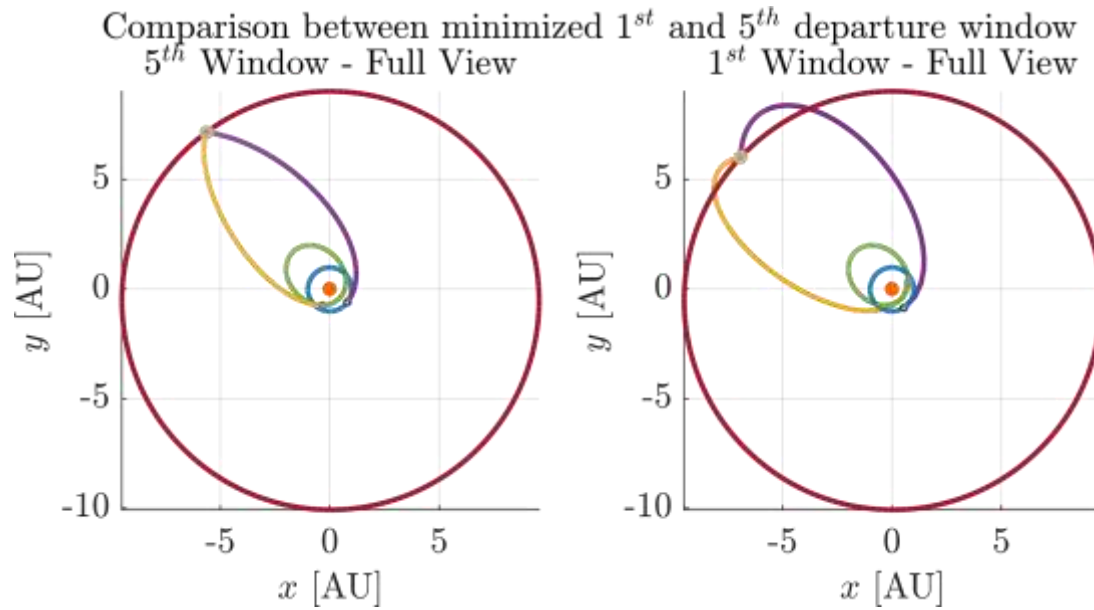 Comparison between minimized 1st and 5th departure window
5th Window - Full View
1st Window - Full View
5
0
-5
-10
y [AU]
-5 0 5
x [AU]
5
0
-5
-10
y [AU]
-5 0 5
x [AU]